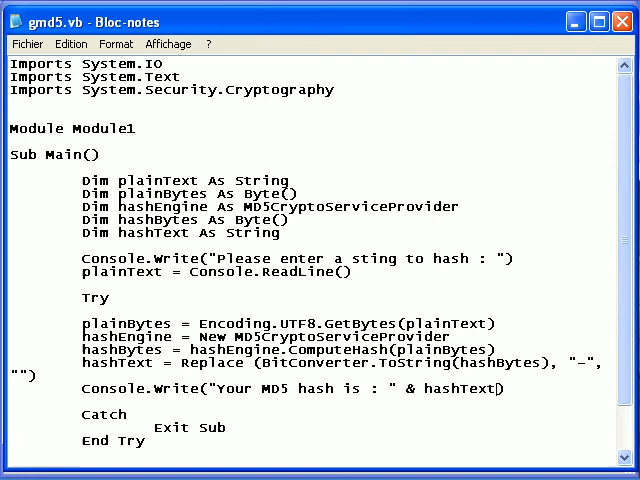 gmd5.vb - Bloc-notes
Fichier Edition Format Affichage ?
Imports System.IO
Imports System.Text
Imports System.Security.Cryptography
Module Module1
Sub Main()
Dim plainText As String
Dim plainBytes As Byte()
Dim hashEngine As MD5CryptoServiceProvider
Dim hashBytes As Byte()
Dim hashText As String
Console.Write("Please enter a sting to hash : ")
plainText = Console.ReadLine()
Try
plainBytes = Encoding.UTF8.GetBytes(plainText)
hashEngine = New MD5CryptoServiceProvider
hashBytes = hashEngine.ComputeHash(plainBytes)
hashText = Replace (BitConverter.ToString(hashBytes), "-",
"")
Console.Write("Your MD5 hash is : " & hashText)
Catch
Exit Sub
End Try